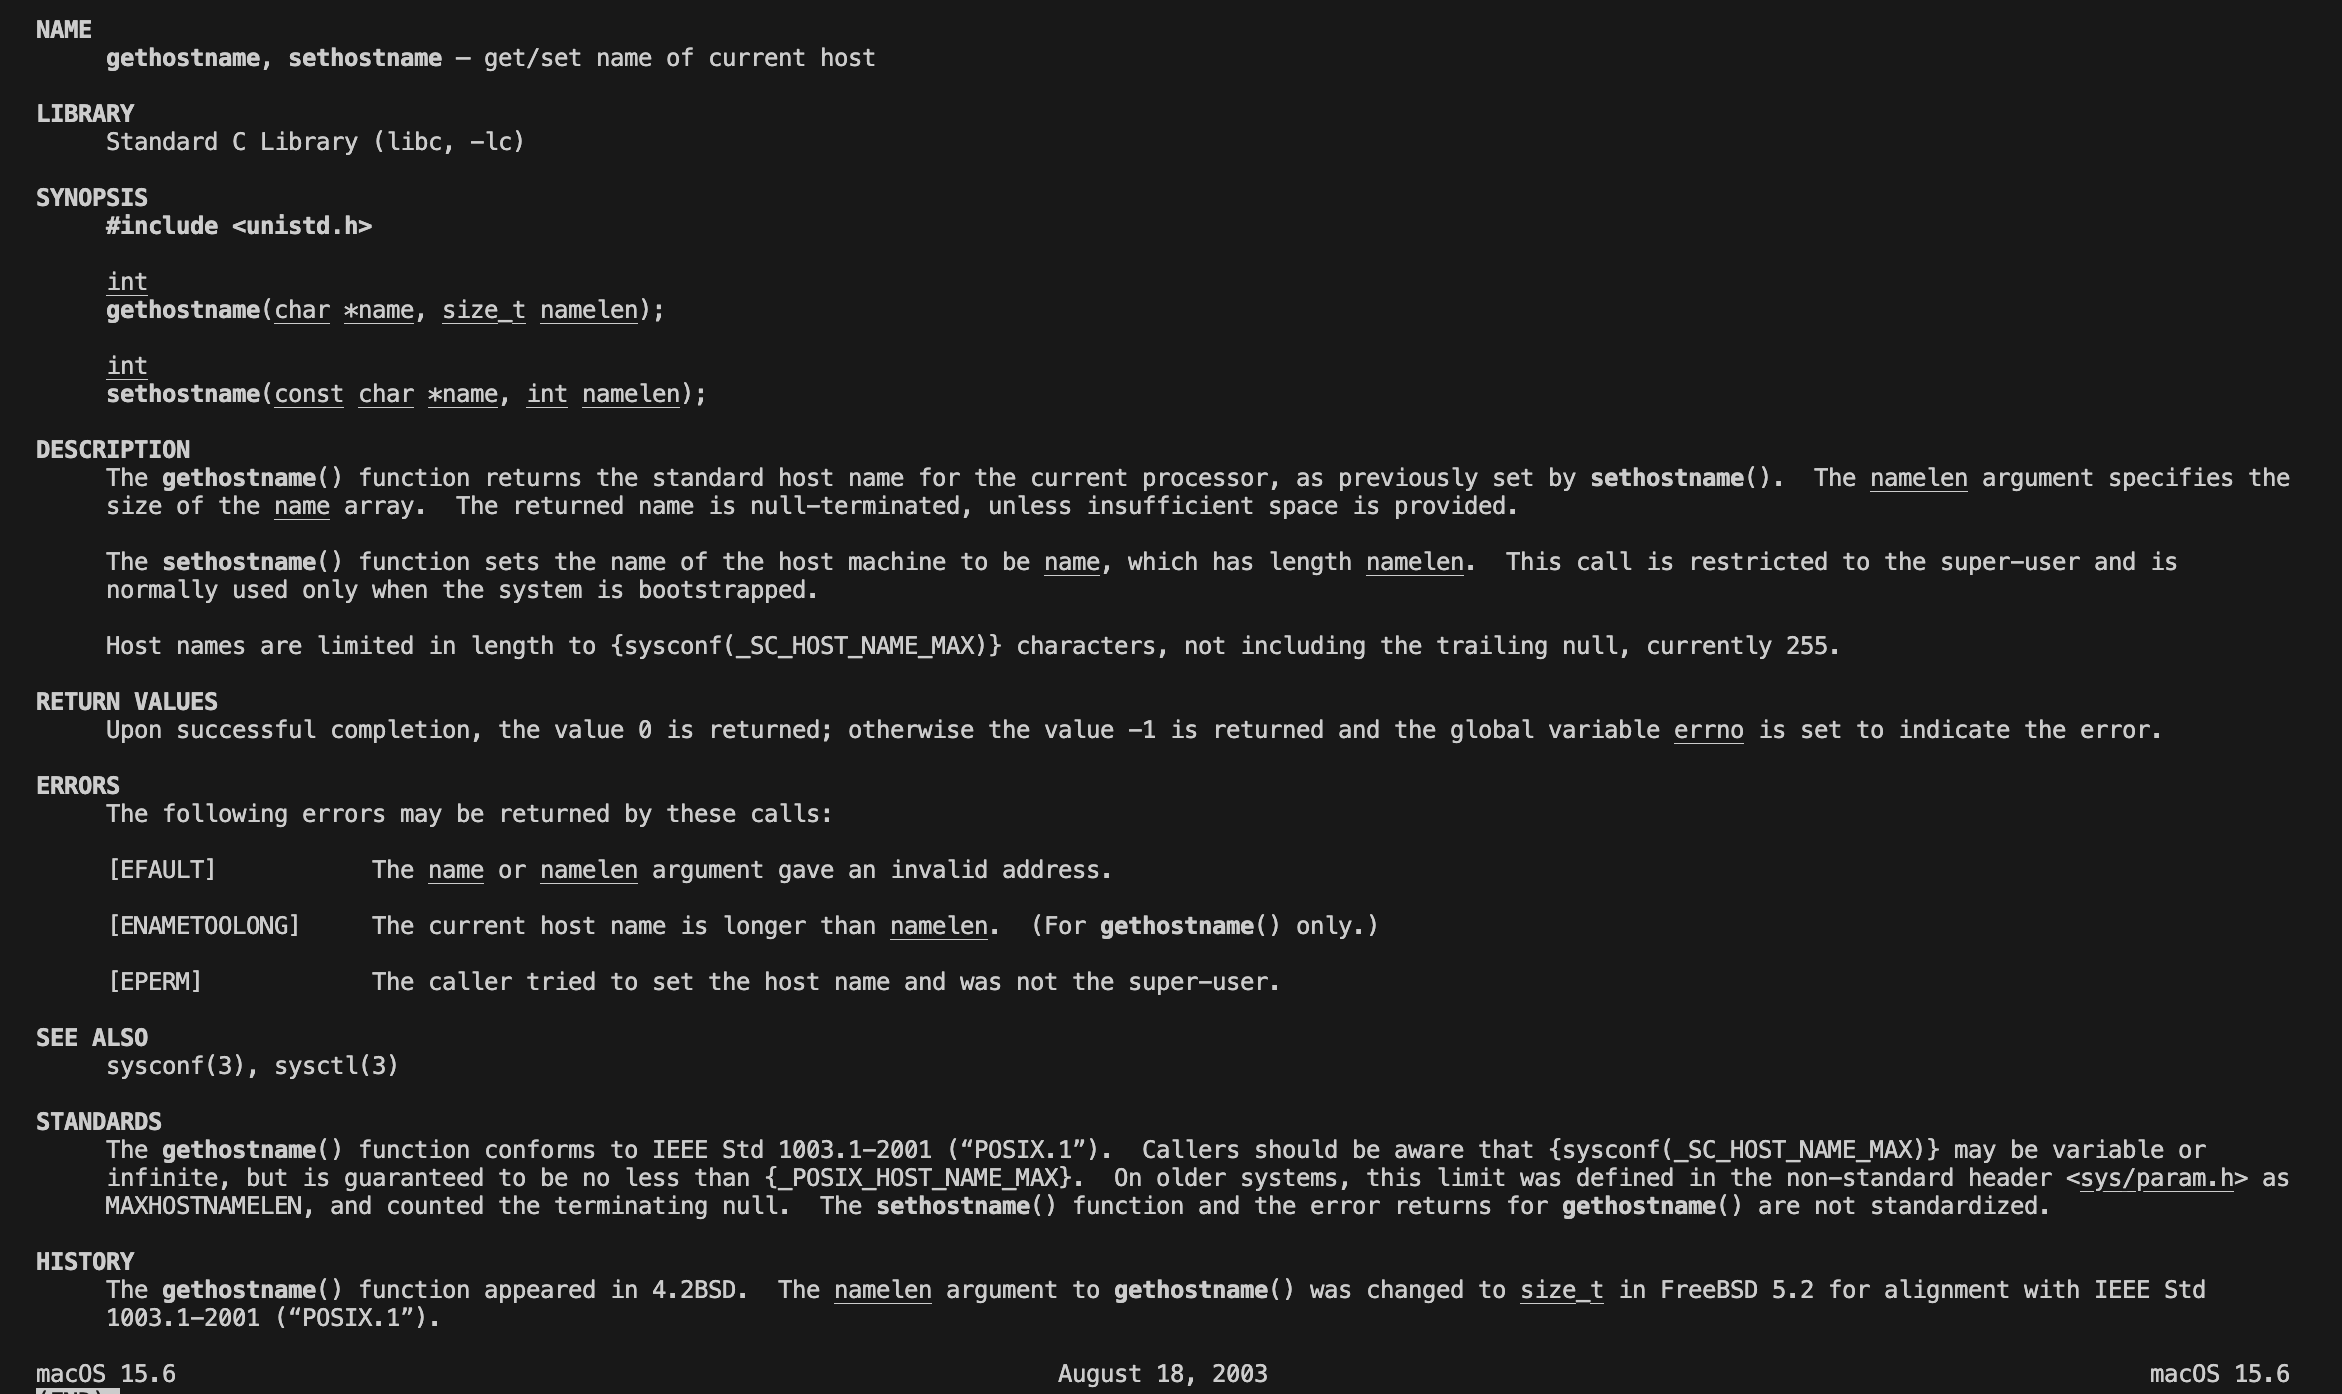 NAME
gethostname, sethostname – get/set name of current host
LIBRARY
Standard C Library (libc, -lc)
SYNOPSIS
#include <unistd.h>
int
gethostname(char *name, size_t namelen);
int
sethostname(const char *name, int namelen);
DESCRIPTION
The gethostname() function returns the standard host name for the current processor, as previously set by sethostname().  The namelen argument specifies the
size of the name array.  The returned name is null-terminated, unless insufficient space is provided.
The sethostname() function sets the name of the host machine to be name, which has length namelen.  This call is restricted to the super-user and is
normally used only when the system is bootstrapped.
Host names are limited in length to {sysconf(_SC_HOST_NAME_MAX)} characters, not including the trailing null, currently 255.
RETURN VALUES
Upon successful completion, the value 0 is returned; otherwise the value -1 is returned and the global variable errno is set to indicate the error.
ERRORS
The following errors may be returned by these calls:
[EFAULT] The name or namelen argument gave an invalid address.
[ENAMETOOLONG] The current host name is longer than namelen.  (For gethostname() only.)
[EPERM] The caller tried to set the host name and was not the super-user.
SEE ALSO
sysconf(3), sysctl(3)
STANDARDS
The gethostname() function conforms to IEEE Std 1003.1-2001 (“POSIX.1”).  Callers should be aware that {sysconf(_SC_HOST_NAME_MAX)} may be variable or
infinite, but is guaranteed to be no less than {_POSIX_HOST_NAME_MAX}.  On older systems, this limit was defined in the non-standard header <sys/param.h> as
MAXHOSTNAMELEN, and counted the terminating null.  The sethostname() function and the error returns for gethostname() are not standardized.
HISTORY
The gethostname() function appeared in 4.2BSD.  The namelen argument to gethostname() was changed to size_t in FreeBSD 5.2 for alignment with IEEE Std
1003.1-2001 (“POSIX.1”).
macOS 15.6 August 18, 2003 macOS 15.6